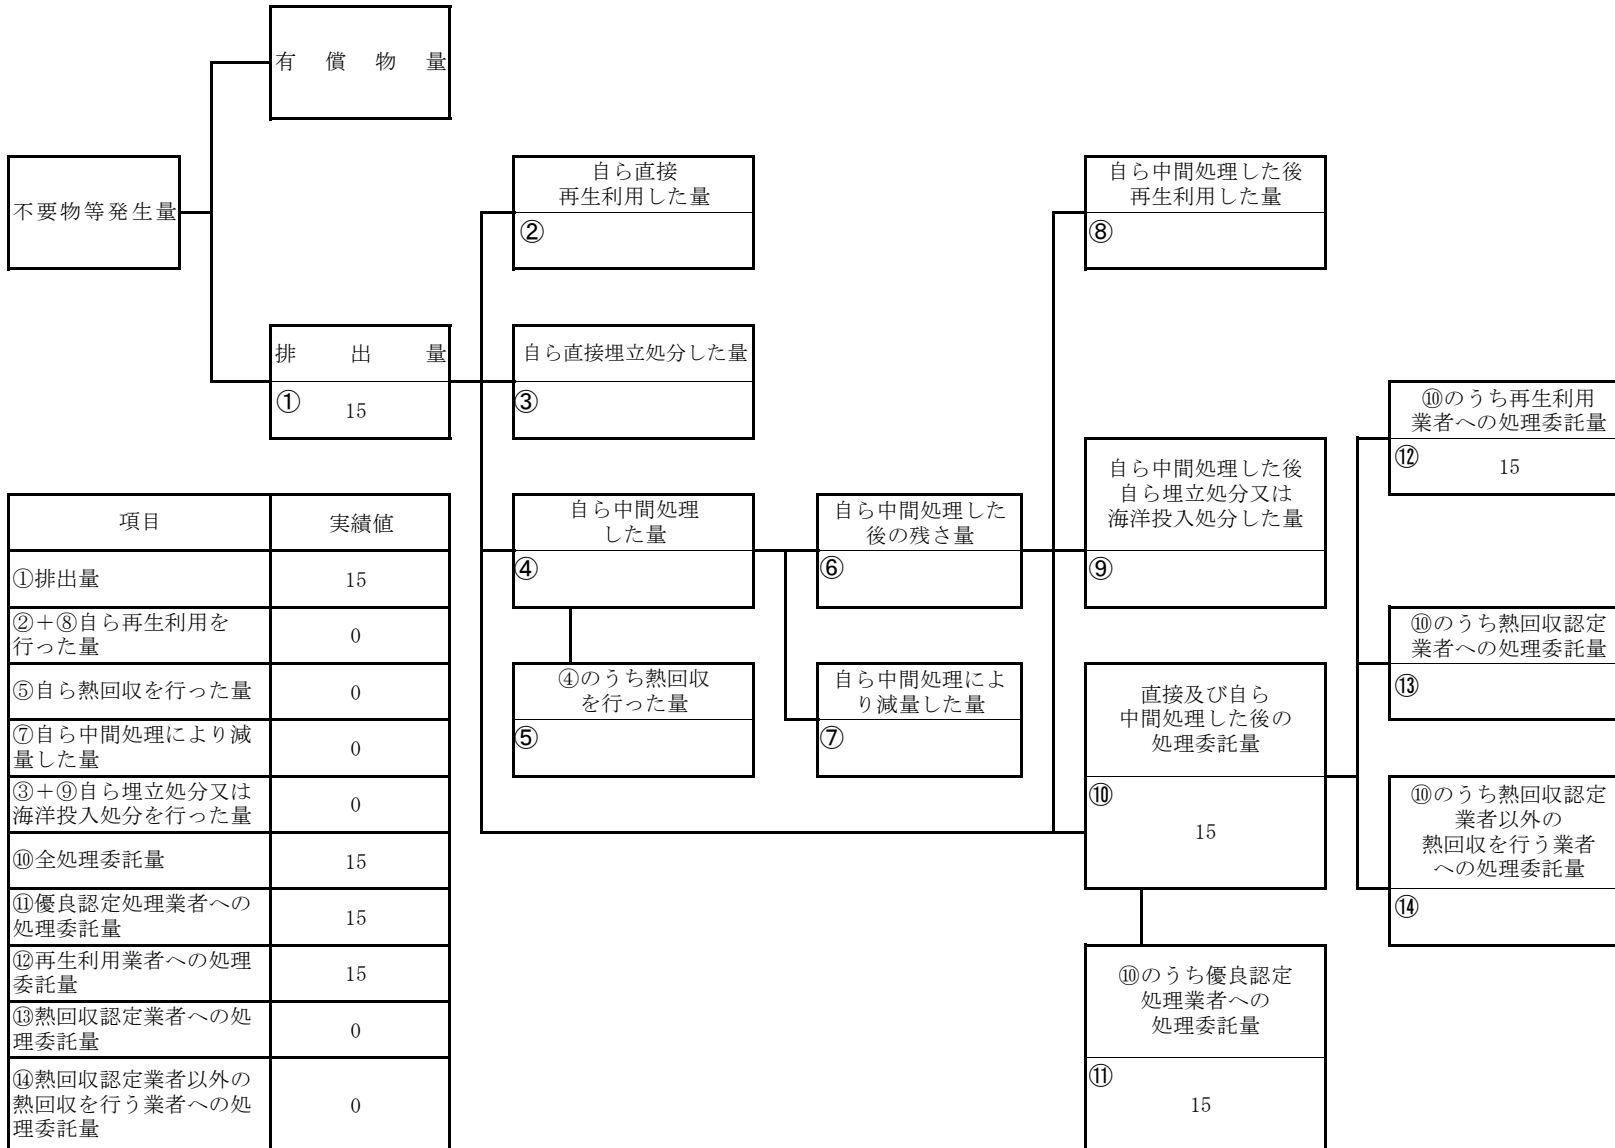 有償物量
不要物等発生量
排出量
① 15
自ら直接
再生利用した量
②
自ら直接埋立処分した量
③
自ら中間処理
した量
④
④のうち熱回収
を行った量
⑤
自ら中間処理した
後の残さ量
⑥
自ら中間処理によ
り減量した量
⑦
自ら中間処理した後
再生利用した量
⑧
自ら中間処理した後
自ら埋立処分又は
海洋投入処分した量
⑨
直接及び自ら
中間処理した後の
処理委託量
⑩
15
⑩のうち優良認定
処理業者への
処理委託量
⑪
15
⑩のうち再生利用
業者への処理委託量
⑫ 15
⑩のうち熱回収認定
業者への処理委託量
⑬
⑩のうち熱回収認定
業者以外の
熱回収を行う業者
への処理委託量
⑭
項目 実績値
①排出量 15
②+⑧自ら再生利用を
行った量 0
⑤自ら熱回収を行った量 0
⑦自ら中間処理により減
量した量 0
③+⑨自ら埋立処分又は
海洋投入処分を行った量 0
⑩全処理委託量 15
⑪優良認定処理業者への
処理委託量 15
⑫再生利用業者への処理
委託量 15
⑬熱回収認定業者への処
理委託量 0
⑭熱回収認定業者以外の
熱回収を行う業者への処
理委託量 0